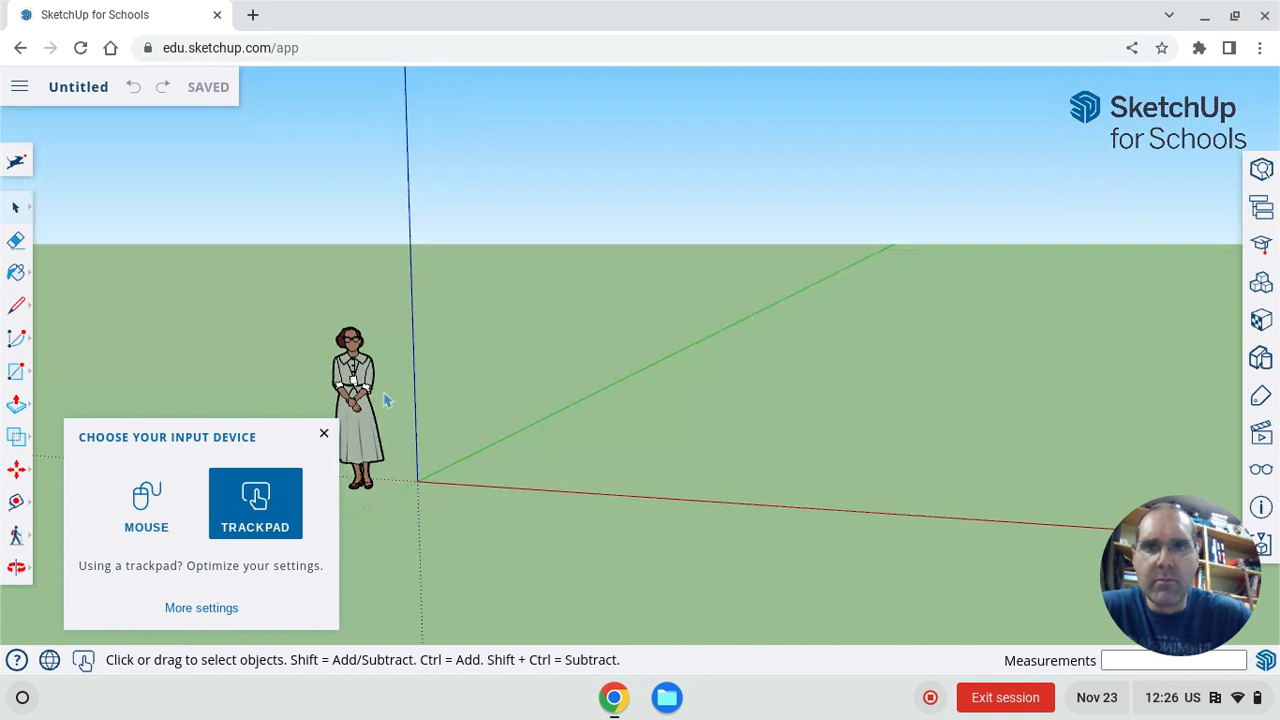 SketchUp for Schools
edu.sketchup.com/app
Untitled
SAVED
SketchUp
for Schools
CHOOSE YOUR INPUT DEVICE
MOUSE
TRACKPAD
Using a trackpad? Optimize your settings.
More settings
Click or drag to select objects. Shift = Add/Subtract. Ctrl = Add. Shift + Ctrl = Subtract.
Measurements
Exit session
Nov 23
12:26 US